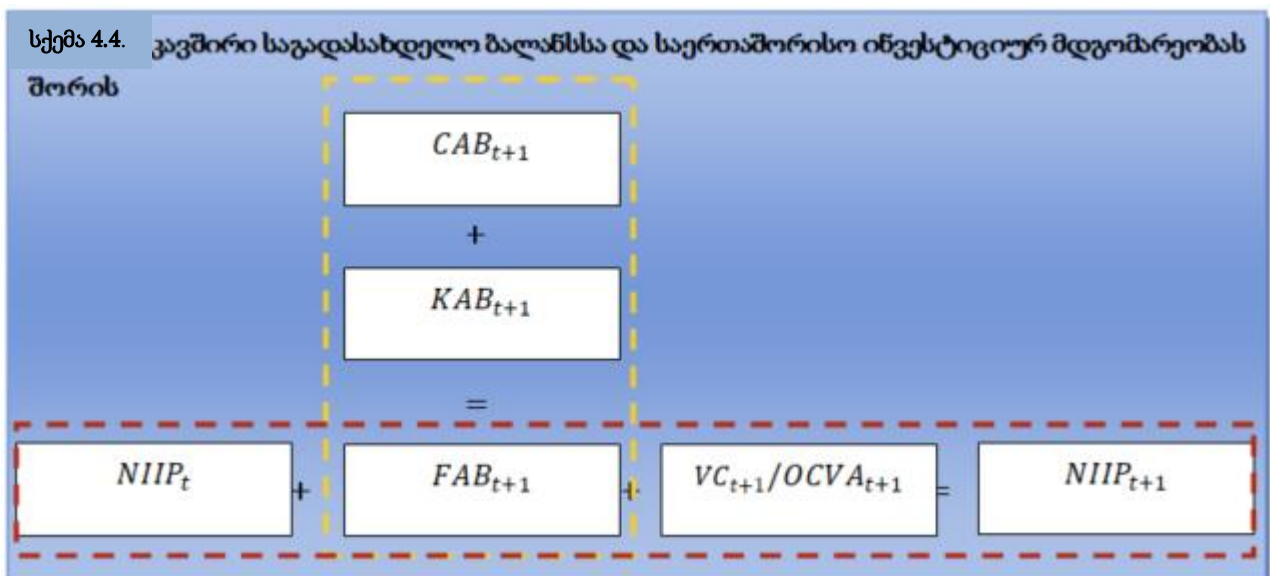 სქემა 4.4. კავშირი საგადასახდელო ბალანსსა და საერთაშორისო ინვესტიციურ მდგომარეობას
შორის
CAB_{t+1}
+
KAB_{t+1}
=
NIIP_t + FAB_{t+1} + VC_{t+1}/OCVA_{t+1} = NIIP_{t+1}